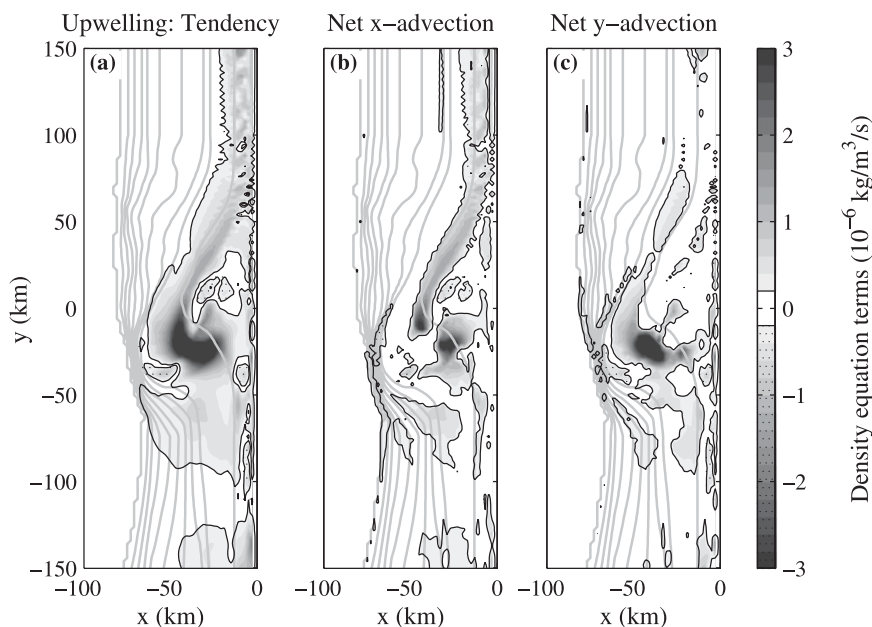 Upwelling: Tendency
Net x−advection
Net y−advection
(a)
(b)
(c)
150
100
50
0
−50
−100
−150
y (km)
−100
−50
0
x (km)
−100
−50
0
x (km)
−100
−50
0
x (km)
3
2
1
0
−1
−2
−3
Density equation terms (10⁻⁶ kg/m³/s)